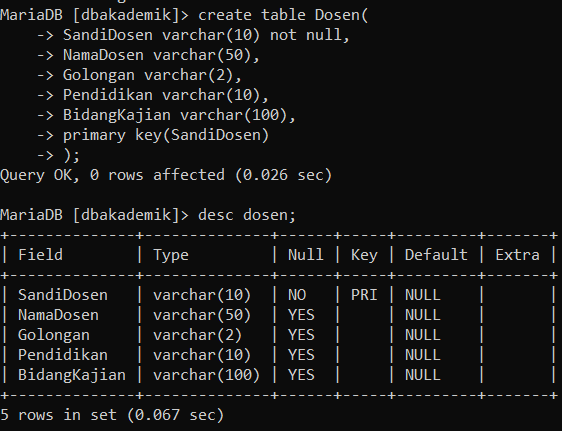 MariaDB [dbakademik]> create table Dosen(
    -> SandiDosen varchar(10) not null,
    -> NamaDosen varchar(50),
    -> Golongan varchar(2),
    -> Pendidikan varchar(10),
    -> BidangKajian varchar(100),
    -> primary key(SandiDosen)
    -> );
Query OK, 0 rows affected (0.026 sec)

MariaDB [dbakademik]> desc dosen;
+--------------+--------------+------+-----+---------+-------+
| Field        | Type         | Null | Key | Default | Extra |
+--------------+--------------+------+-----+---------+-------+
| SandiDosen   | varchar(10)  | NO   | PRI | NULL    |       |
| NamaDosen    | varchar(50)  | YES  |     | NULL    |       |
| Golongan     | varchar(2)   | YES  |     | NULL    |       |
| Pendidikan   | varchar(10)  | YES  |     | NULL    |       |
| BidangKajian | varchar(100) | YES  |     | NULL    |       |
+--------------+--------------+------+-----+---------+-------+
5 rows in set (0.067 sec)